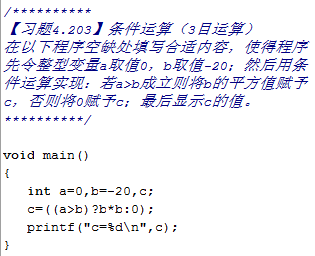 /**********
【习题4.203】条件运算（3目运算）
在以下程序空缺处填写合适内容，使得程序
先令整型变量a取值0，b取值-20；然后用条
件运算实现：若a>b成立则将b的平方值赋予
c，否则将0赋予c；最后显示c的值。
**********/
void main()
{
int a=0,b=-20,c;
c=((a>b)?b*b:0);
printf("c=%d\n",c);
}